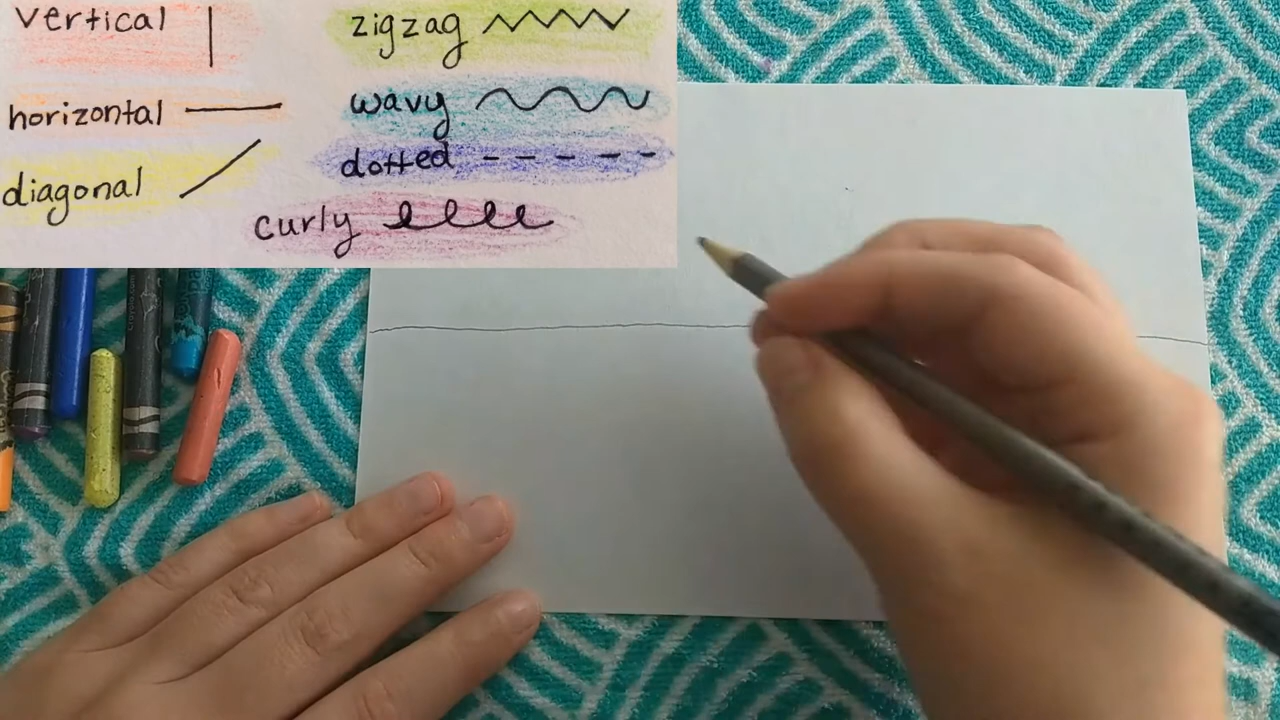 vertical
horizontal
diagonal
zigzag
wavy
dotted
curly